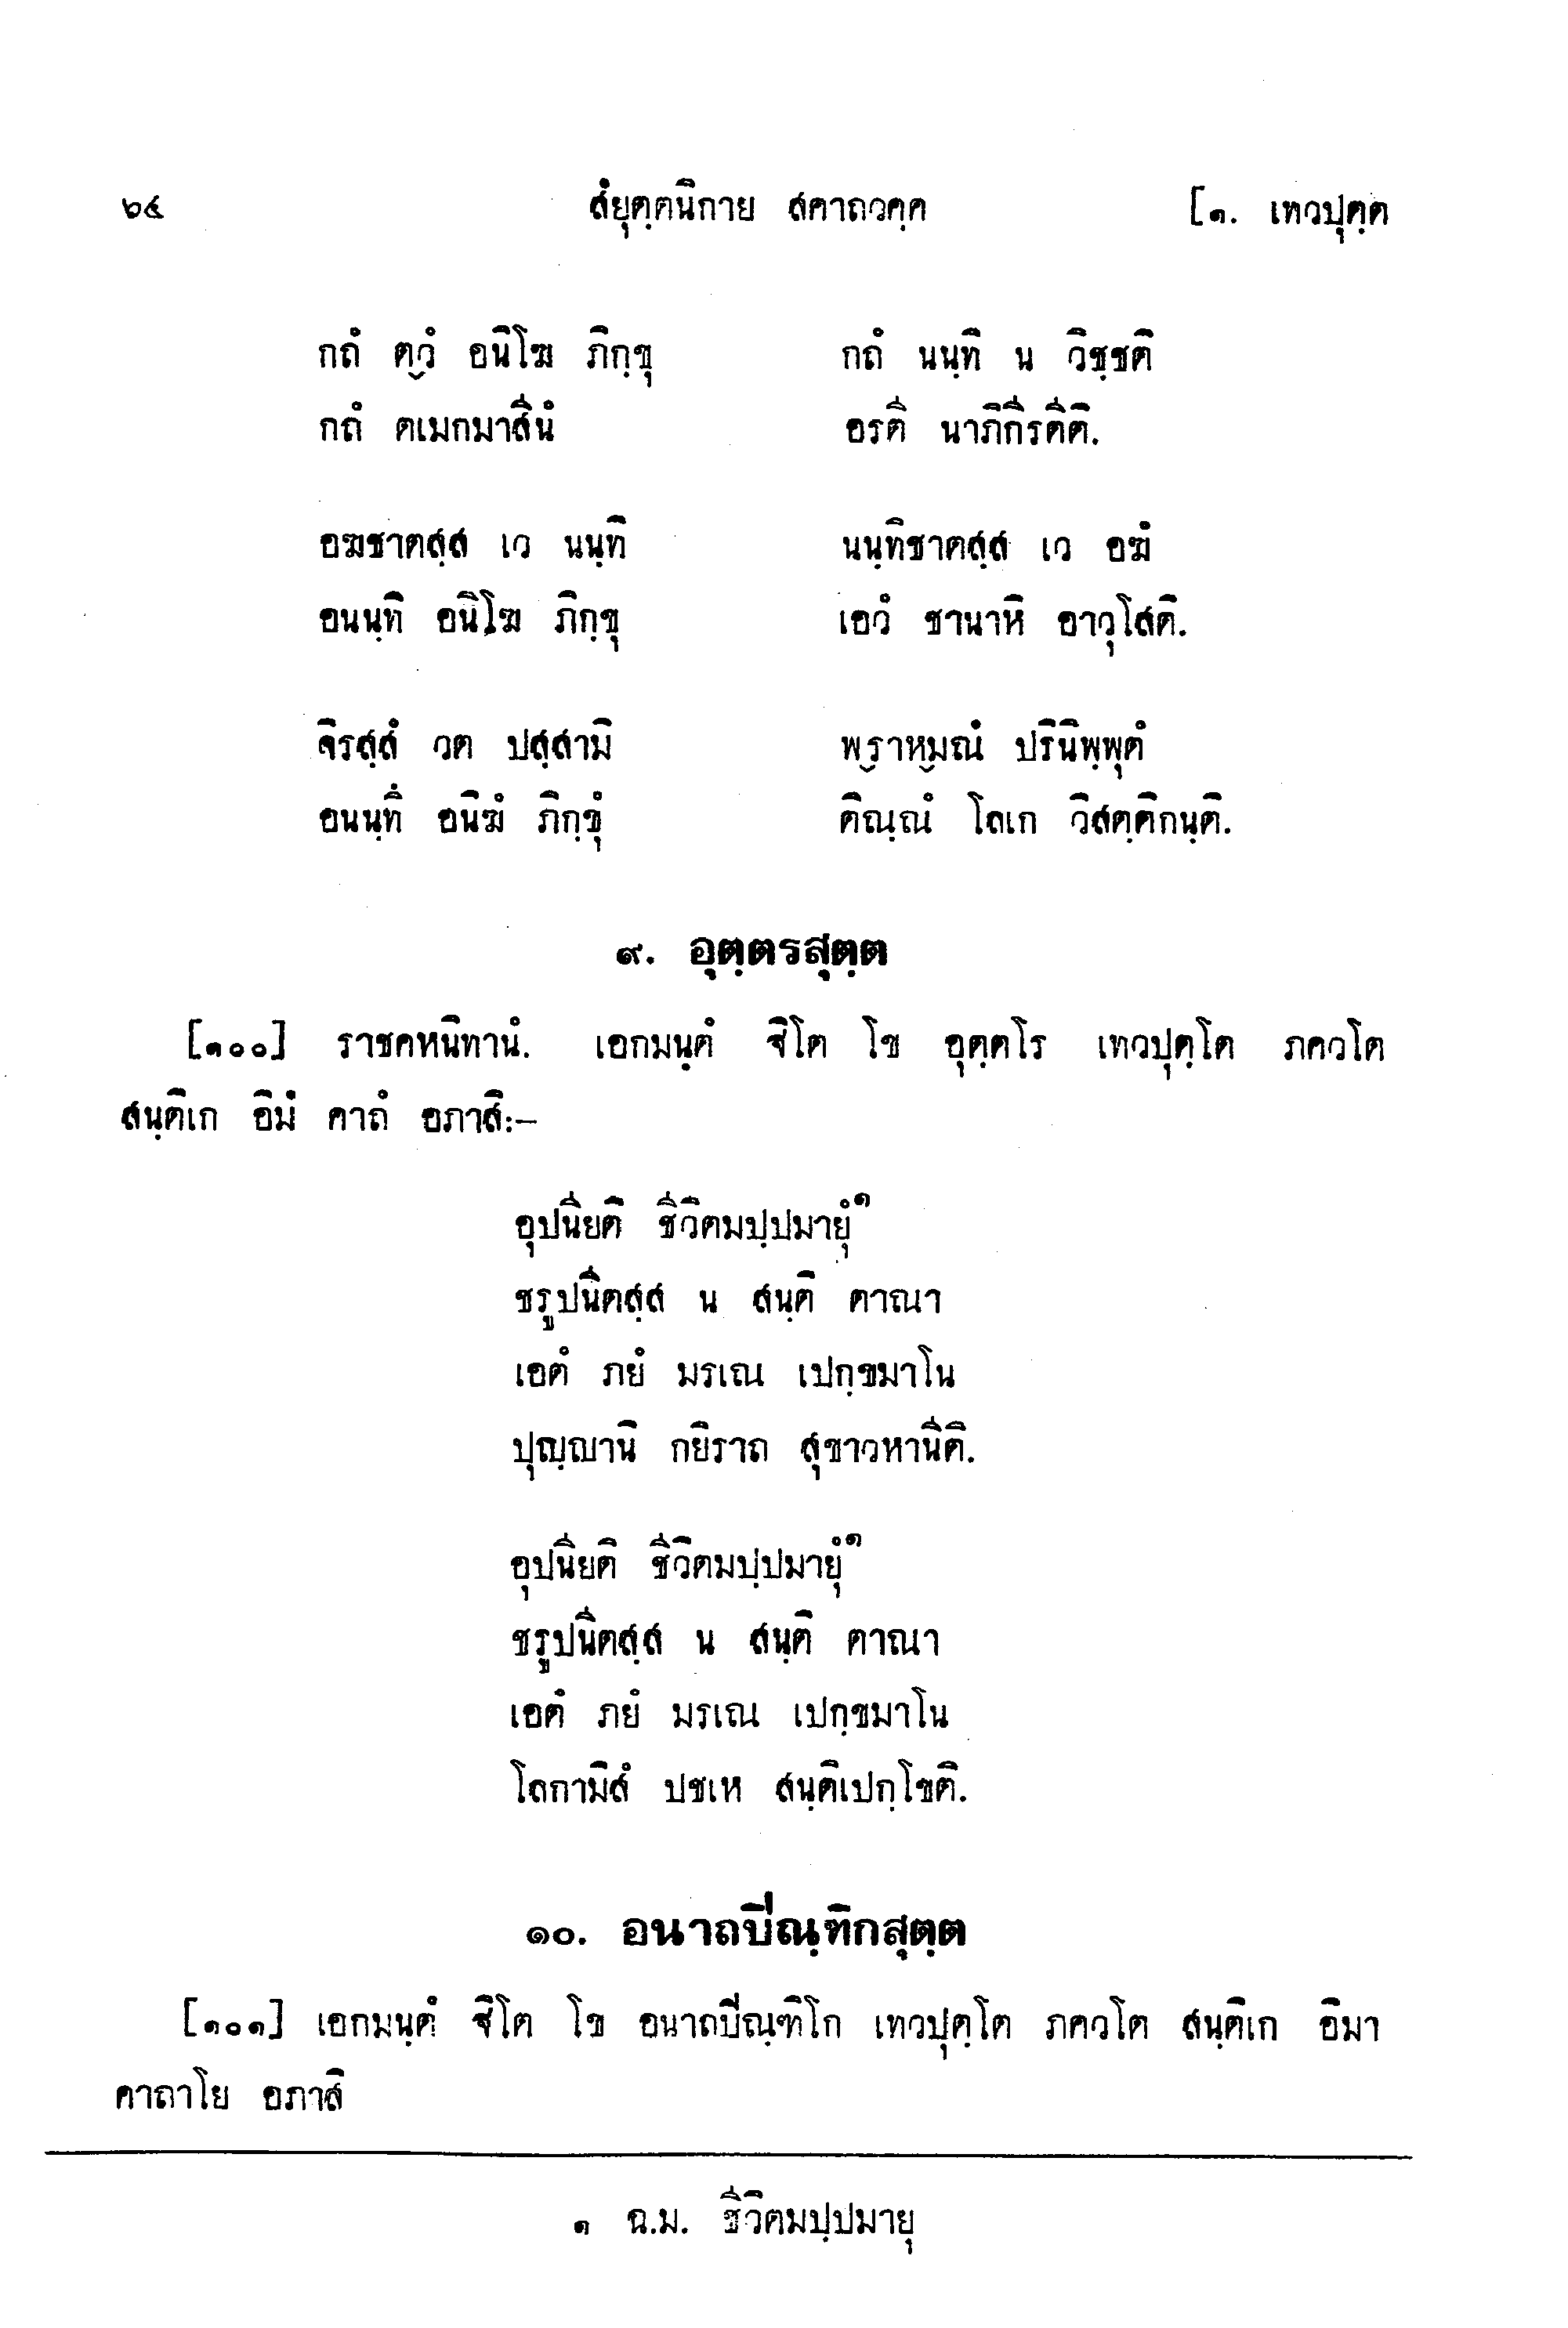 ๖๔ สํยุตฺตนิกาย สคาถวคฺค [๑. เทวปุตฺต
กถํ ตฺวํ อนิโฆ ภิกฺขุ กถํ นนฺทิ น วิชฺชติ
กถํ ตเมกมาสีนํ อรตี นาภิกีรตีติ.
อฆชาตสฺส เว นนฺทิ นนฺทิชาตสฺส เว อฆํ
อนนฺทิ อนิโฆ ภิกฺขุ เอวํ ชานาหิ อาวุโสติ.
จิรสฺสํ วต ปสฺสามิ พฺราหฺมณํ ปรินิพฺพุตํ
อนนฺทึ อนิฆํ ภิกฺขุํ ติณฺณํ โลเก วิสตฺติกนฺติ.
๙. อุตฺตรสุตฺต
[๑๐๐] ราชคหนิทานํ. เอกมนฺตํ ฐิโต โข อุตฺตโร เทวปุตฺโต ภควโต
สนฺติเก อิมํ คาถํ อภาสิ:–
อุปนียติ ชีวิตมปฺปมายุํ๑
ชรูปนีตสฺส น สนฺติ ตาณา
เอตํ ภยํ มรเณ เปกฺขมาโน
ปุญฺญานิ กยิราถ สุขาวหานีติ.
อุปนียติ ชีวิตมปฺปมายุํ๑
ชรูปนีตสฺส น สนฺติ ตาณา
เอตํ ภยํ มรเณ เปกฺขมาโน
โลกามิสํ ปชเห สนฺติเปกฺโขติ.
๑๐. อนาถปิณฺฑิกสุตฺต
[๑๐๑] เอกมนฺตํ ฐิโต โข อนาถปิณฺฑิโก เทวปุตฺโต ภควโต สนฺติเก อิมา
คาถาโย อภาสิ
๑ ฉ.ม. ชีวิตมปฺปมายุ